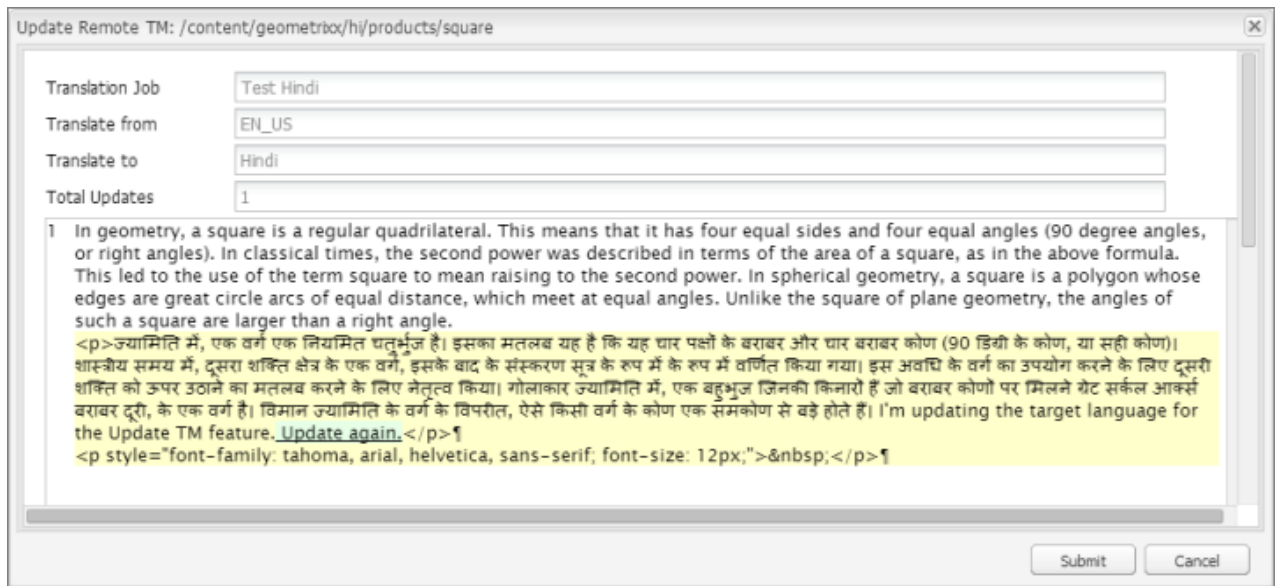 Update Remote TM: /content/geometrixx/hi/products/square
Translation Job Test Hindi
Translate from EN_US
Translate to Hindi
Total Updates 1
1 In geometry, a square is a regular quadrilateral. This means that it has four equal sides and four equal angles (90 degree angles,
or right angles). In classical times, the second power was described in terms of the area of a square, as in the above formula.
This led to the use of the term square to mean raising to the second power. In spherical geometry, a square is a polygon whose
edges are great circle arcs of equal distance, which meet at equal angles. Unlike the square of plane geometry, the angles of
such a square are larger than a right angle.
<p>ज्यामिति में, एक वर्ग एक नियमित चतुर्भुज है। इसका मतलब यह है कि यह चार पक्षों के बराबर और चार बराबर कोण (90 डिग्री के कोण, या सही कोण)।
शास्त्रीय समय में, दूसरा शक्ति क्षेत्र के एक वर्ग, इसके बाद के संस्करण सूत्र के रूप में के रूप में वर्णित किया गया। इस अवधि के वर्ग का उपयोग करने के लिए दूसरी
शक्ति को ऊपर उठाने का मतलब करने के लिए नेतृत्व किया। गोलाकार ज्यामिति में, एक बहुभुज जिनकी किनारों हैं जो बराबर कोणों पर मिलने ग्रेट सर्कल आर्क्स
बराबर दूरी, के एक वर्ग है। विमान ज्यामिति के वर्ग के विपरीत, ऐसे किसी वर्ग के कोण एक समकोण से बड़े होते हैं। I'm updating the target language for
the Update TM feature. Update again.</p>¶
<p style="font-family: tahoma, arial, helvetica, sans-serif; font-size: 12px;">&nbsp;</p>¶
Submit Cancel